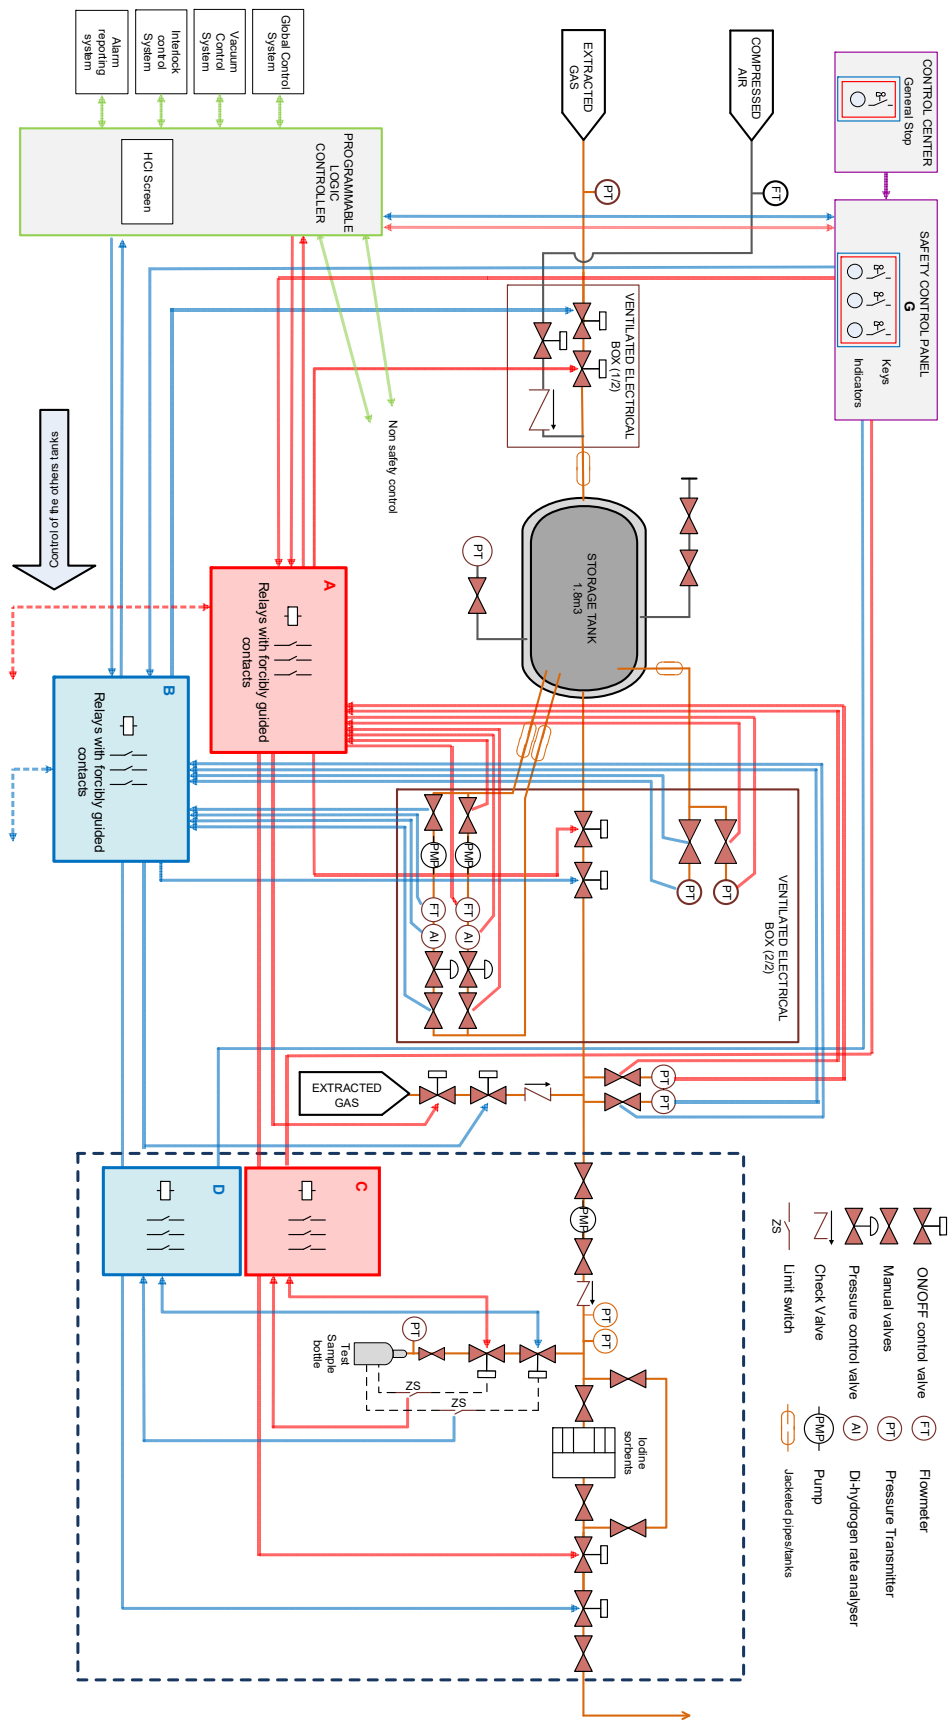 Global Control
System
Vacuum
Control
System
Interlock
control
System
Alarm
reporting
system
EXTRACTED
GAS
COMPRESSED
AIR
CONTROL CENTER
General Stop
PROGRAMMABLE
LOGIC
CONTROLLER
HCI Screen
PT
FT
SAFETY CONTROL PANEL
G
Keys
Indicators
VENTILATED ELECTRICAL
BOX (1/2)
Non safety control
Control of the others tanks
STORAGE TANK
1.8m3
PT
A
Relays with forcibly guided
contacts
B
Relays with forcibly guided
contacts
VENTILATED ELECTRICAL
BOX (2/2)
PMP
PMP
FT
FT
AI
AI
PT
PT
EXTRACTED
GAS
PT
PT
C
D
PMP
PT
PT
PT
Test
Sample
bottle
ZS
ZS
Iodine
sorbents
ON/OFF control valve
Manual valves
Pressure control valve
Check Valve
ZS
Limit switch
FT
Flowmeter
PT
Pressure Transmitter
AI
Di-hydrogen rate analyser
PMP
Pump
Jacketed pipes/tanks